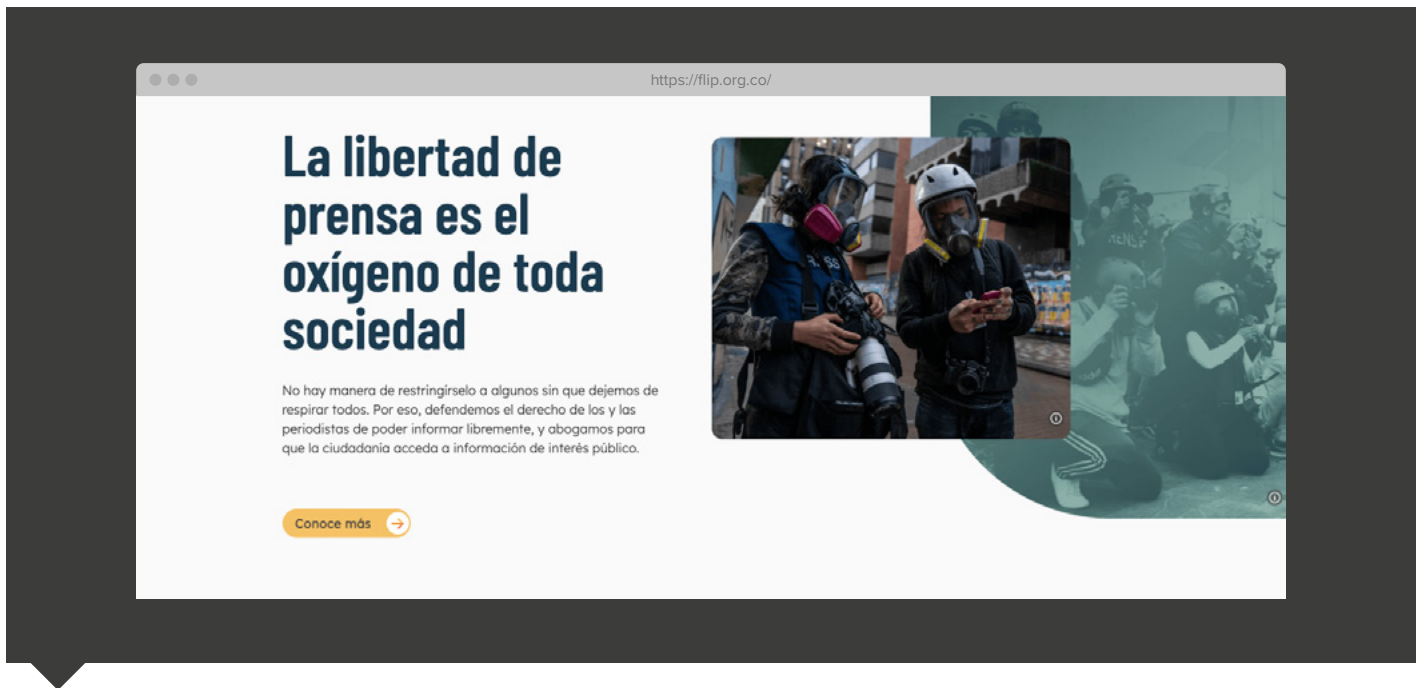 https://flip.org.co/
La libertad de
prensa es el
oxígeno de toda
sociedad
No hay manera de restringírselo a algunos sin que dejemos de
respirar todos. Por eso, defendemos el derecho de los y las
periodistas de poder informar libremente, y abogamos para
que la ciudadanía acceda a información de interés público.
Conoce más